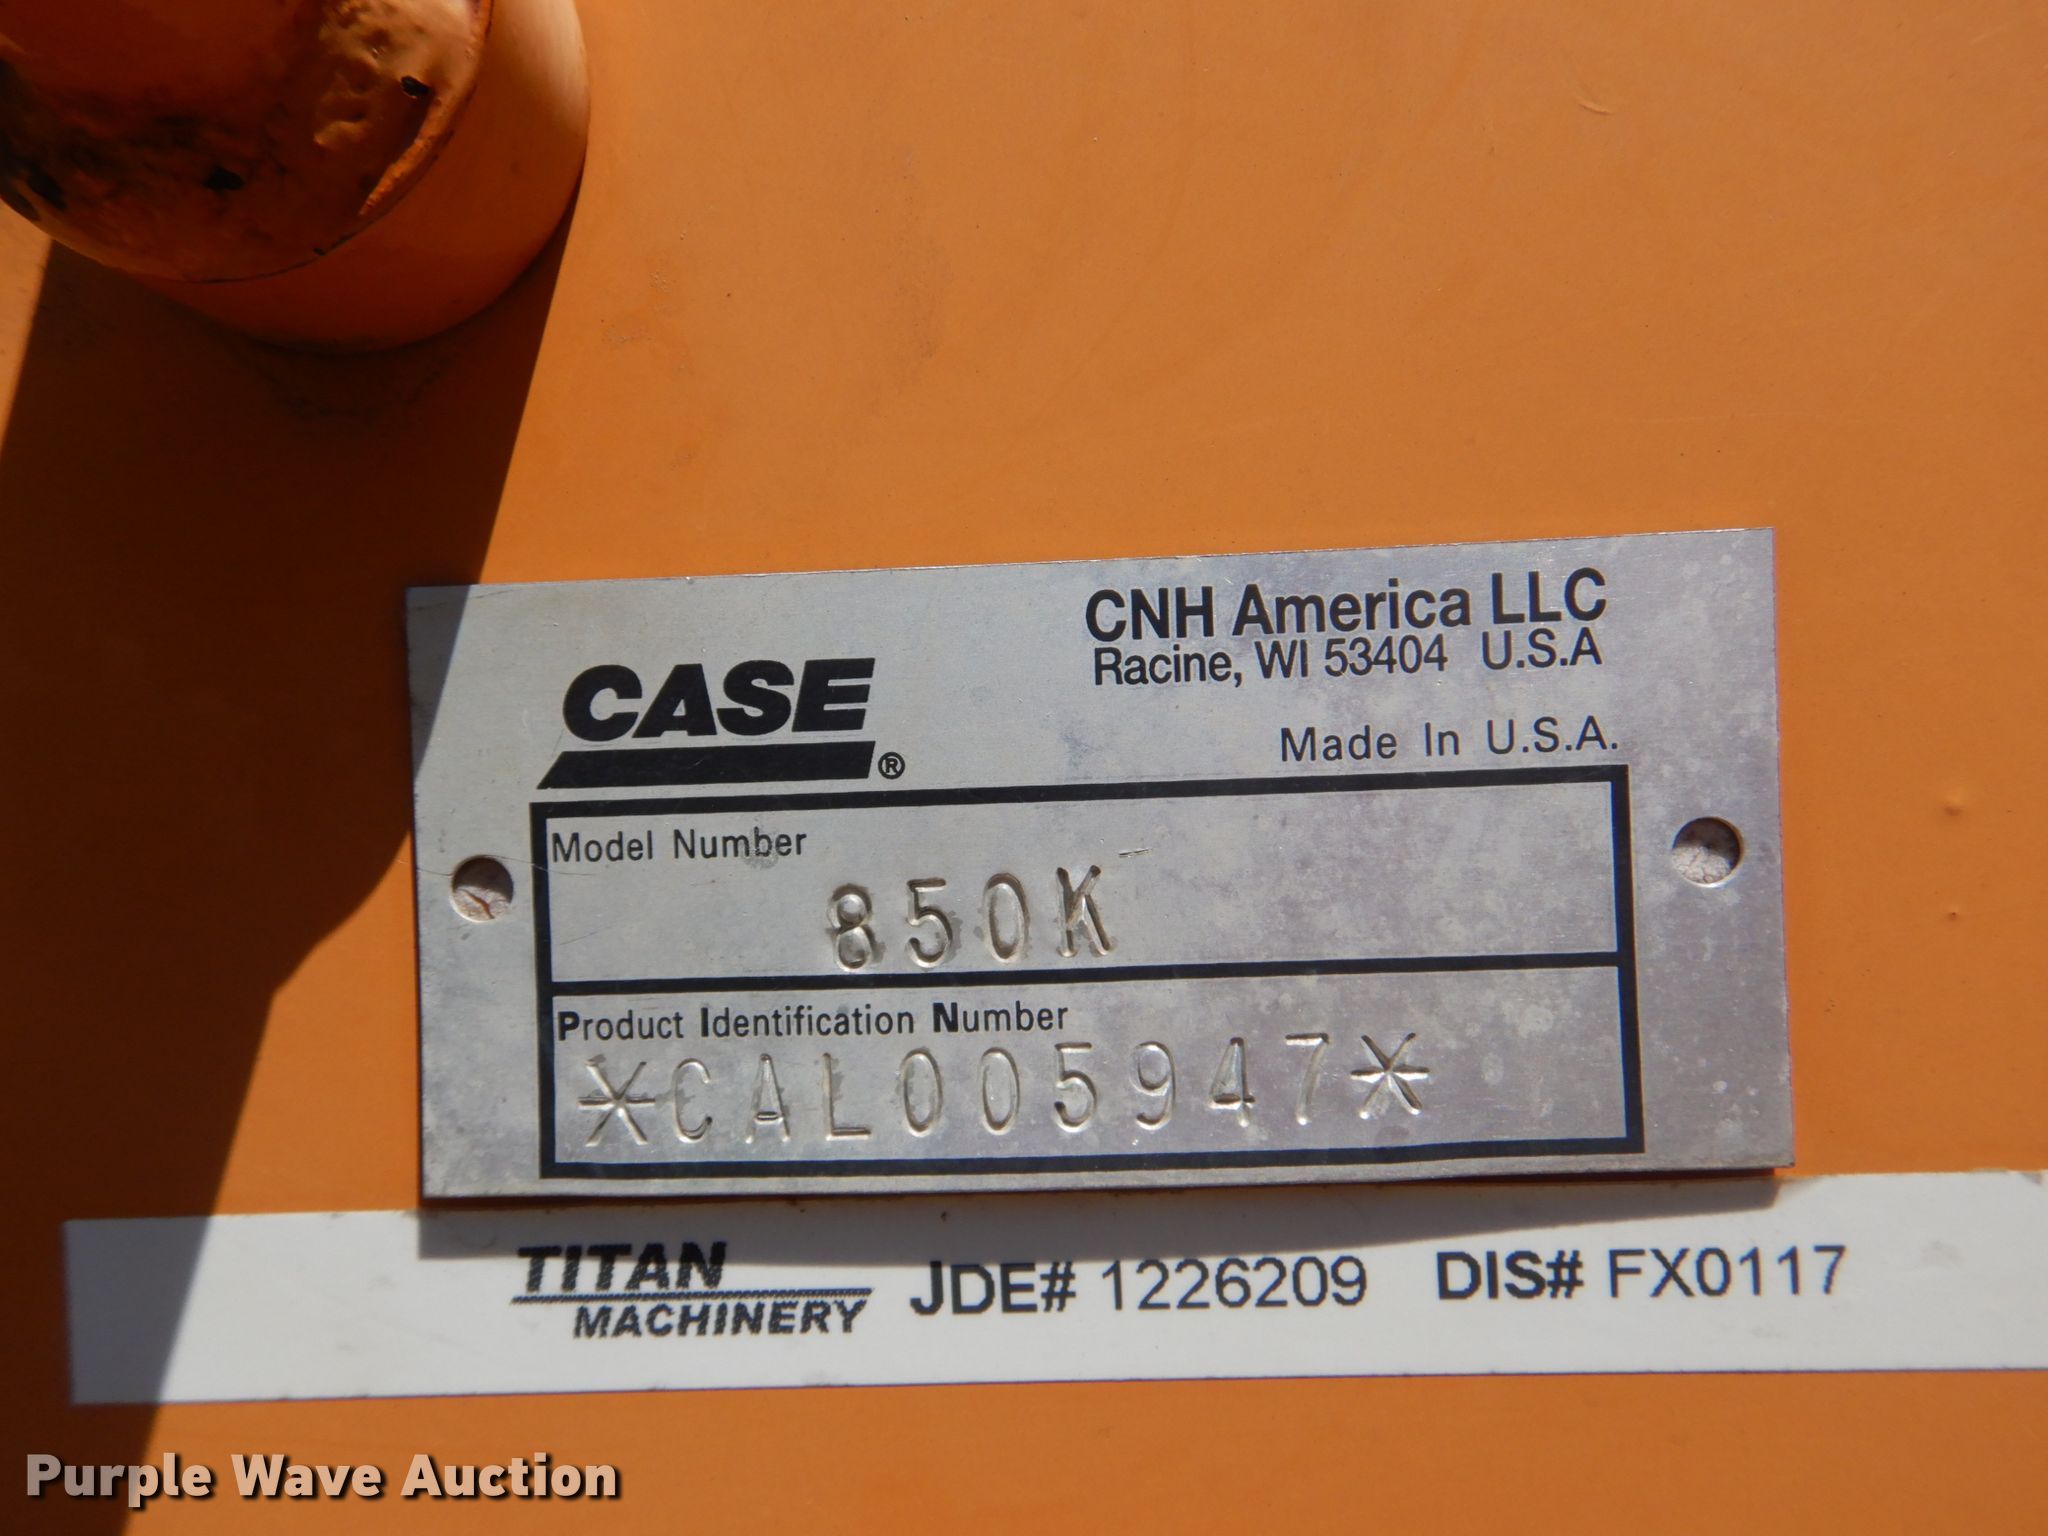 CNH America LLC
Racine, WI 53404 U.S.A
CASE®
Made In U.S.A.
Model Number
850K
Product Identification Number
*CAL005947*
TITAN
MACHINERY
JDE# 1226209 DIS# FX0117
Purple Wave Auction